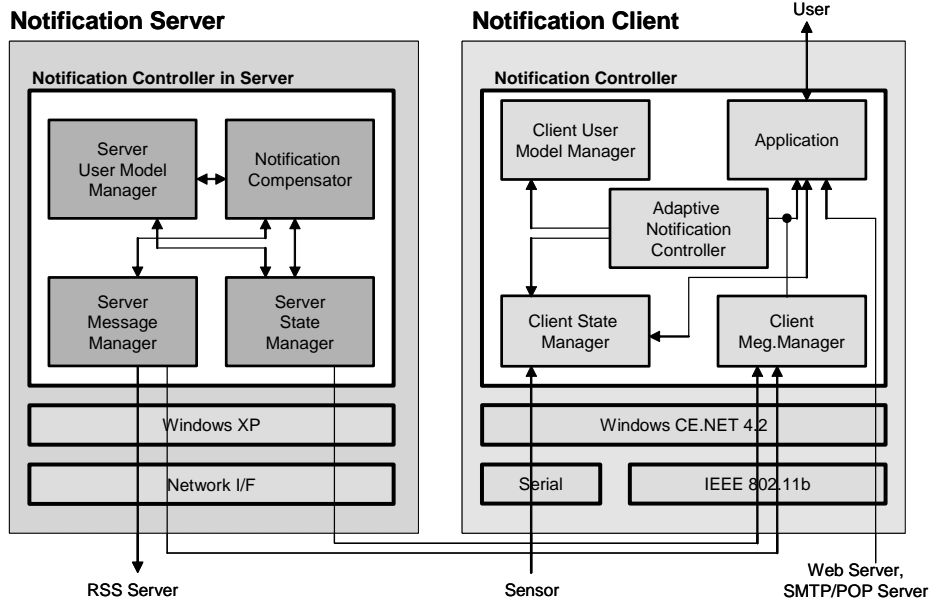 Notification Server
Notification Client
User
Notification Controller in Server
Notification Controller
Server
User Model
Manager
Notification
Compensator
Client User
Model Manager
Application
Adaptive
Notification
Controller
Server
Message
Manager
Server
State
Manager
Client State
Manager
Client
Meg.Manager
Windows XP
Windows CE.NET 4.2
Network I/F
Serial
IEEE 802.11b
RSS Server
Sensor
Web Server,
SMTP/POP Server